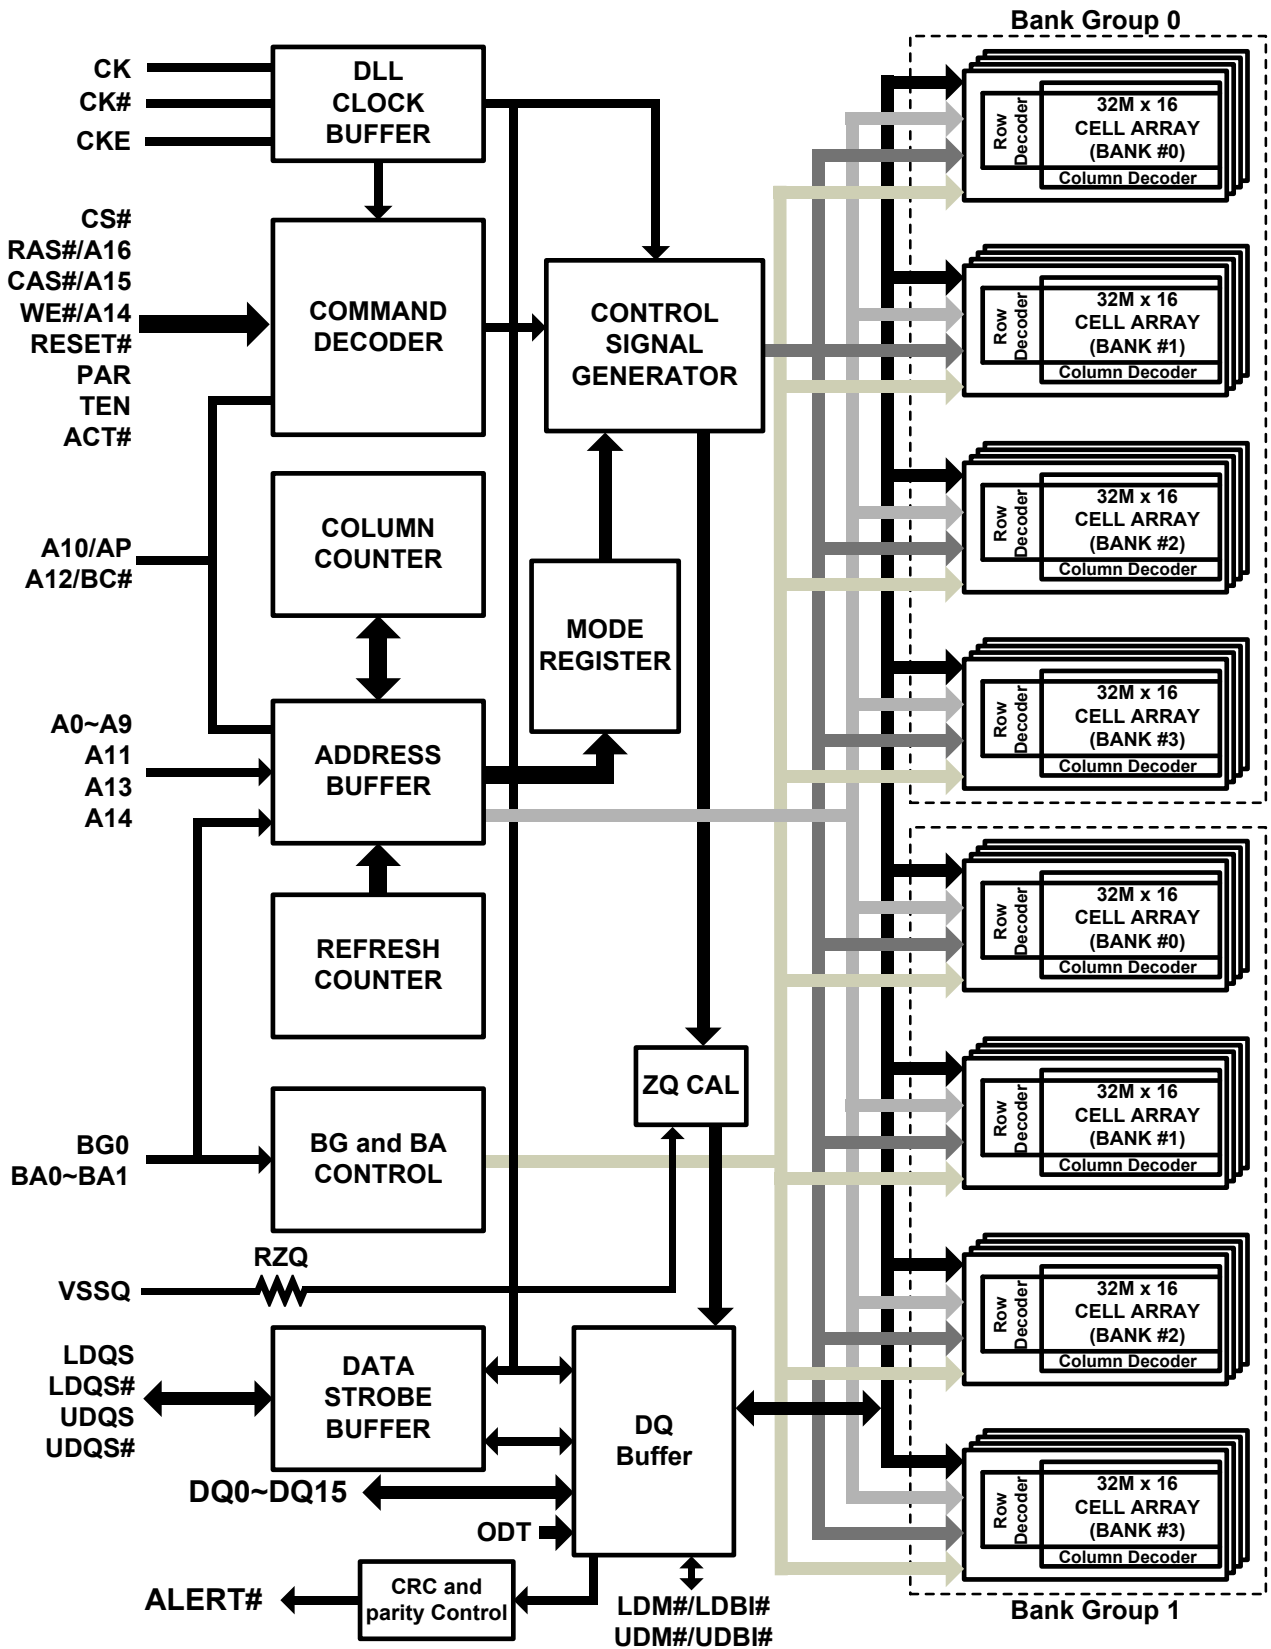 Bank Group 0
CK
CK#
CKE
DLL
CLOCK
BUFFER
CS#
RAS#/A16
CAS#/A15
WE#/A14
RESET#
PAR
TEN
ACT#
COMMAND
DECODER
CONTROL
SIGNAL
GENERATOR
A10/AP
A12/BC#
COLUMN
COUNTER
MODE
REGISTER
A0~A9
A11
A13
A14
ADDRESS
BUFFER
REFRESH
COUNTER
ZQ CAL
BG0
BA0~BA1
BG and BA
CONTROL
RZQ
VSSQ
LDQS
LDQS#
UDQS
UDQS#
DATA
STROBE
BUFFER
DQ
Buffer
DQ0~DQ15
ODT
ALERT#
CRC and
parity Control
LDM#/LDBI#
UDM#/UDBI#
Row
Decoder
32M x 16
CELL ARRAY
(BANK #0)
Column Decoder
Row
Decoder
32M x 16
CELL ARRAY
(BANK #1)
Column Decoder
Row
Decoder
32M x 16
CELL ARRAY
(BANK #2)
Column Decoder
Row
Decoder
32M x 16
CELL ARRAY
(BANK #3)
Column Decoder
Row
Decoder
32M x 16
CELL ARRAY
(BANK #0)
Column Decoder
Row
Decoder
32M x 16
CELL ARRAY
(BANK #1)
Column Decoder
Row
Decoder
32M x 16
CELL ARRAY
(BANK #2)
Column Decoder
Row
Decoder
32M x 16
CELL ARRAY
(BANK #3)
Column Decoder
Bank Group 1